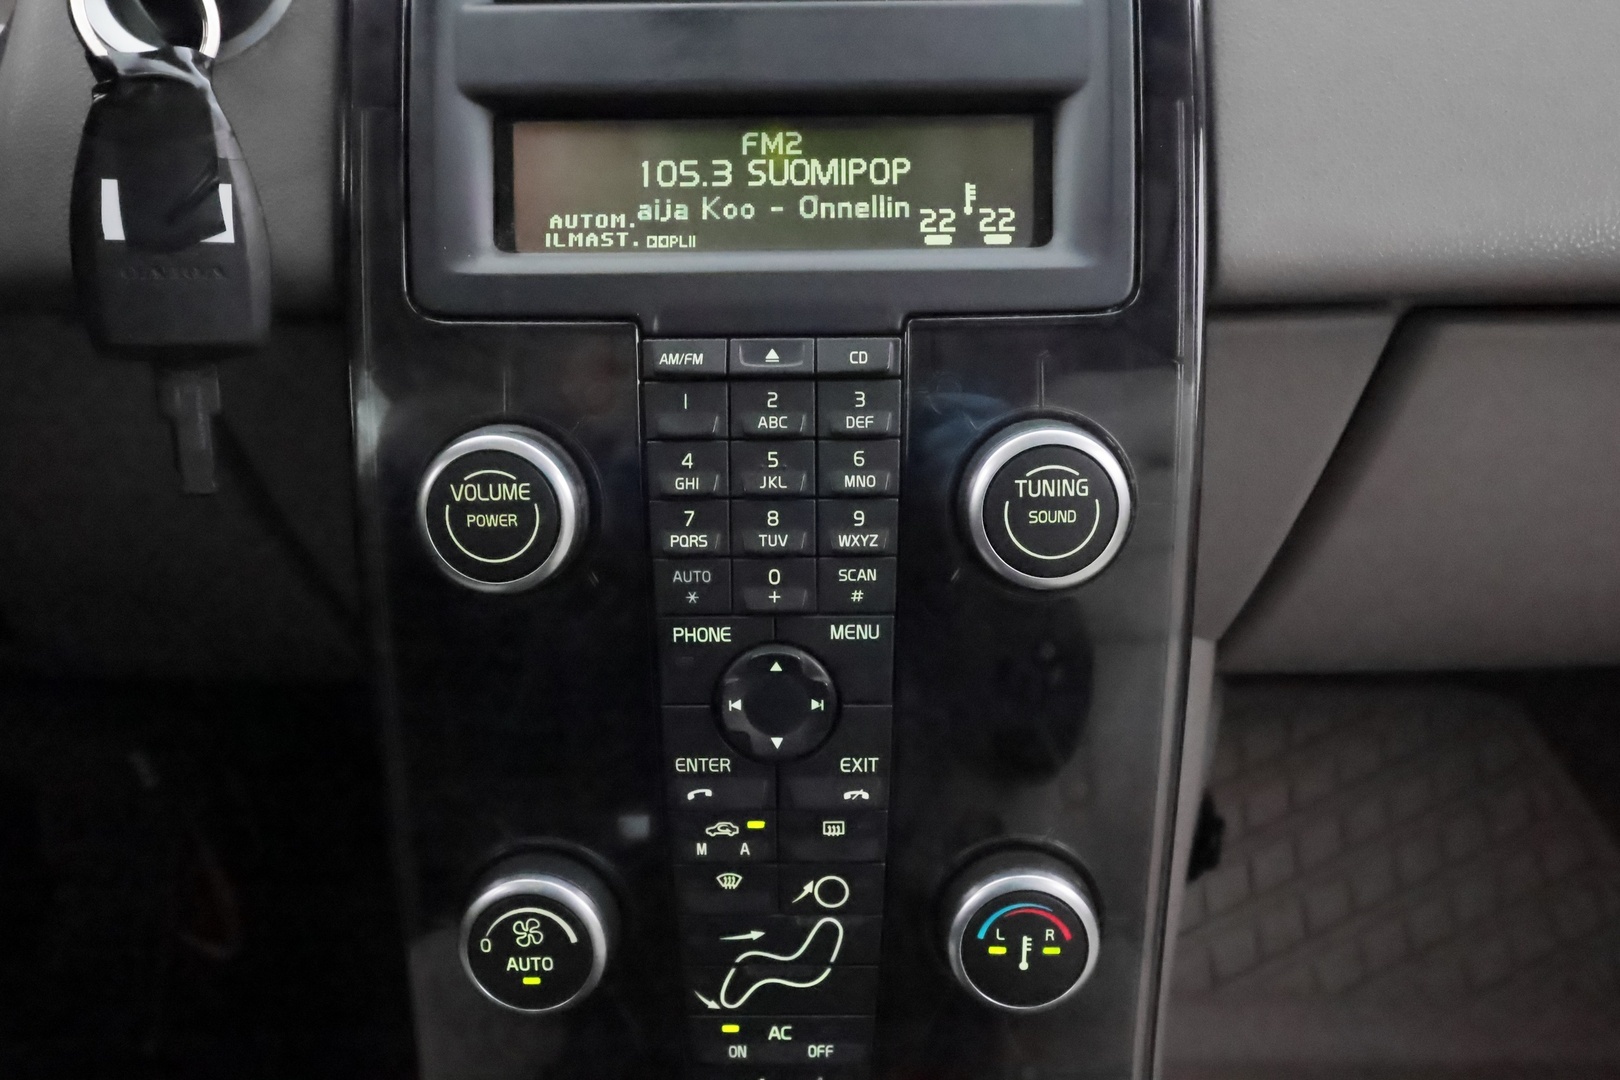 FM2
105.3 SUOMIPOP
aija Koo - Onnellin
AUTOM.
ILMAST. PLII
22 22
AM/FM CD
1 2 ABC 3 DEF
4 GHI 5 JKL 6 MNO
7 PQRS 8 TUV 9 WXYZ
AUTO * 0 + SCAN #
VOLUME
POWER
TUNING
SOUND
PHONE MENU
ENTER EXIT
M A
0
AUTO
L R
AC
ON OFF